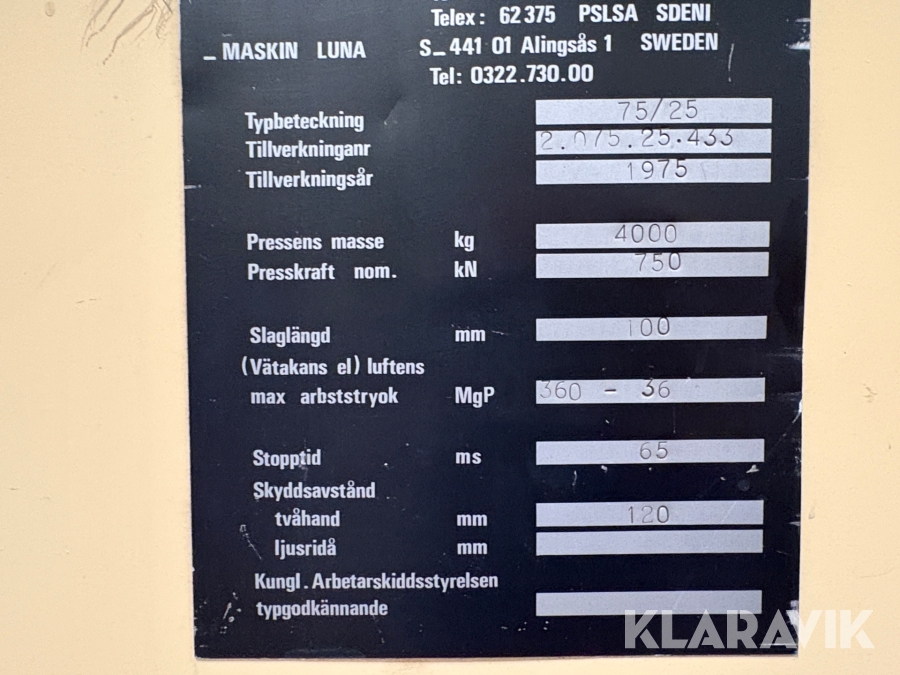 Telex: 62375 PSLSA SDENI
– MASKIN LUNA S– 441 01 Alingsås 1 SWEDEN
Tel: 0322.730.00
Typbeteckning 75/25
Tillverkninganr 2.075.25.433
Tillverkningsår 1975
Pressens masse kg 4000
Presskraft nom. kN 750
Slaglängd mm 100
(Vätakans el) luftens
max arbststryok MgP 360 – 36
Stopptid ms 65
Skyddsavstånd
tvåhand mm 120
ljusridå mm
Kungl. Arbetarskiddsstyrelsen
typgodkännande
KLARAVIK